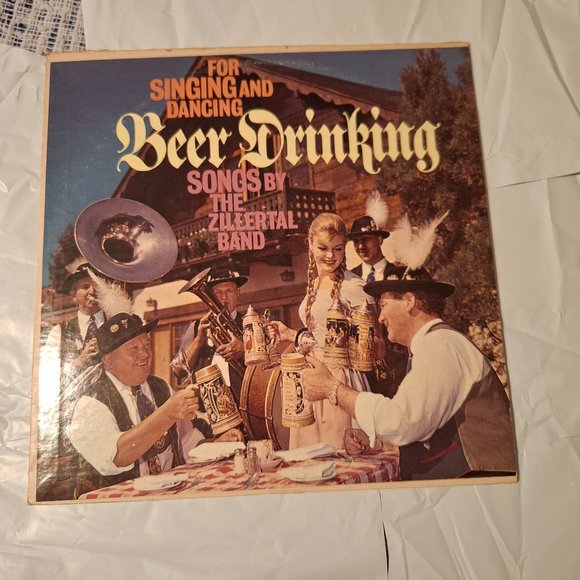 FOR
SINGING AND
DANCING
Beer Drinking
SONGS BY
THE
ZILLERTAL
BAND